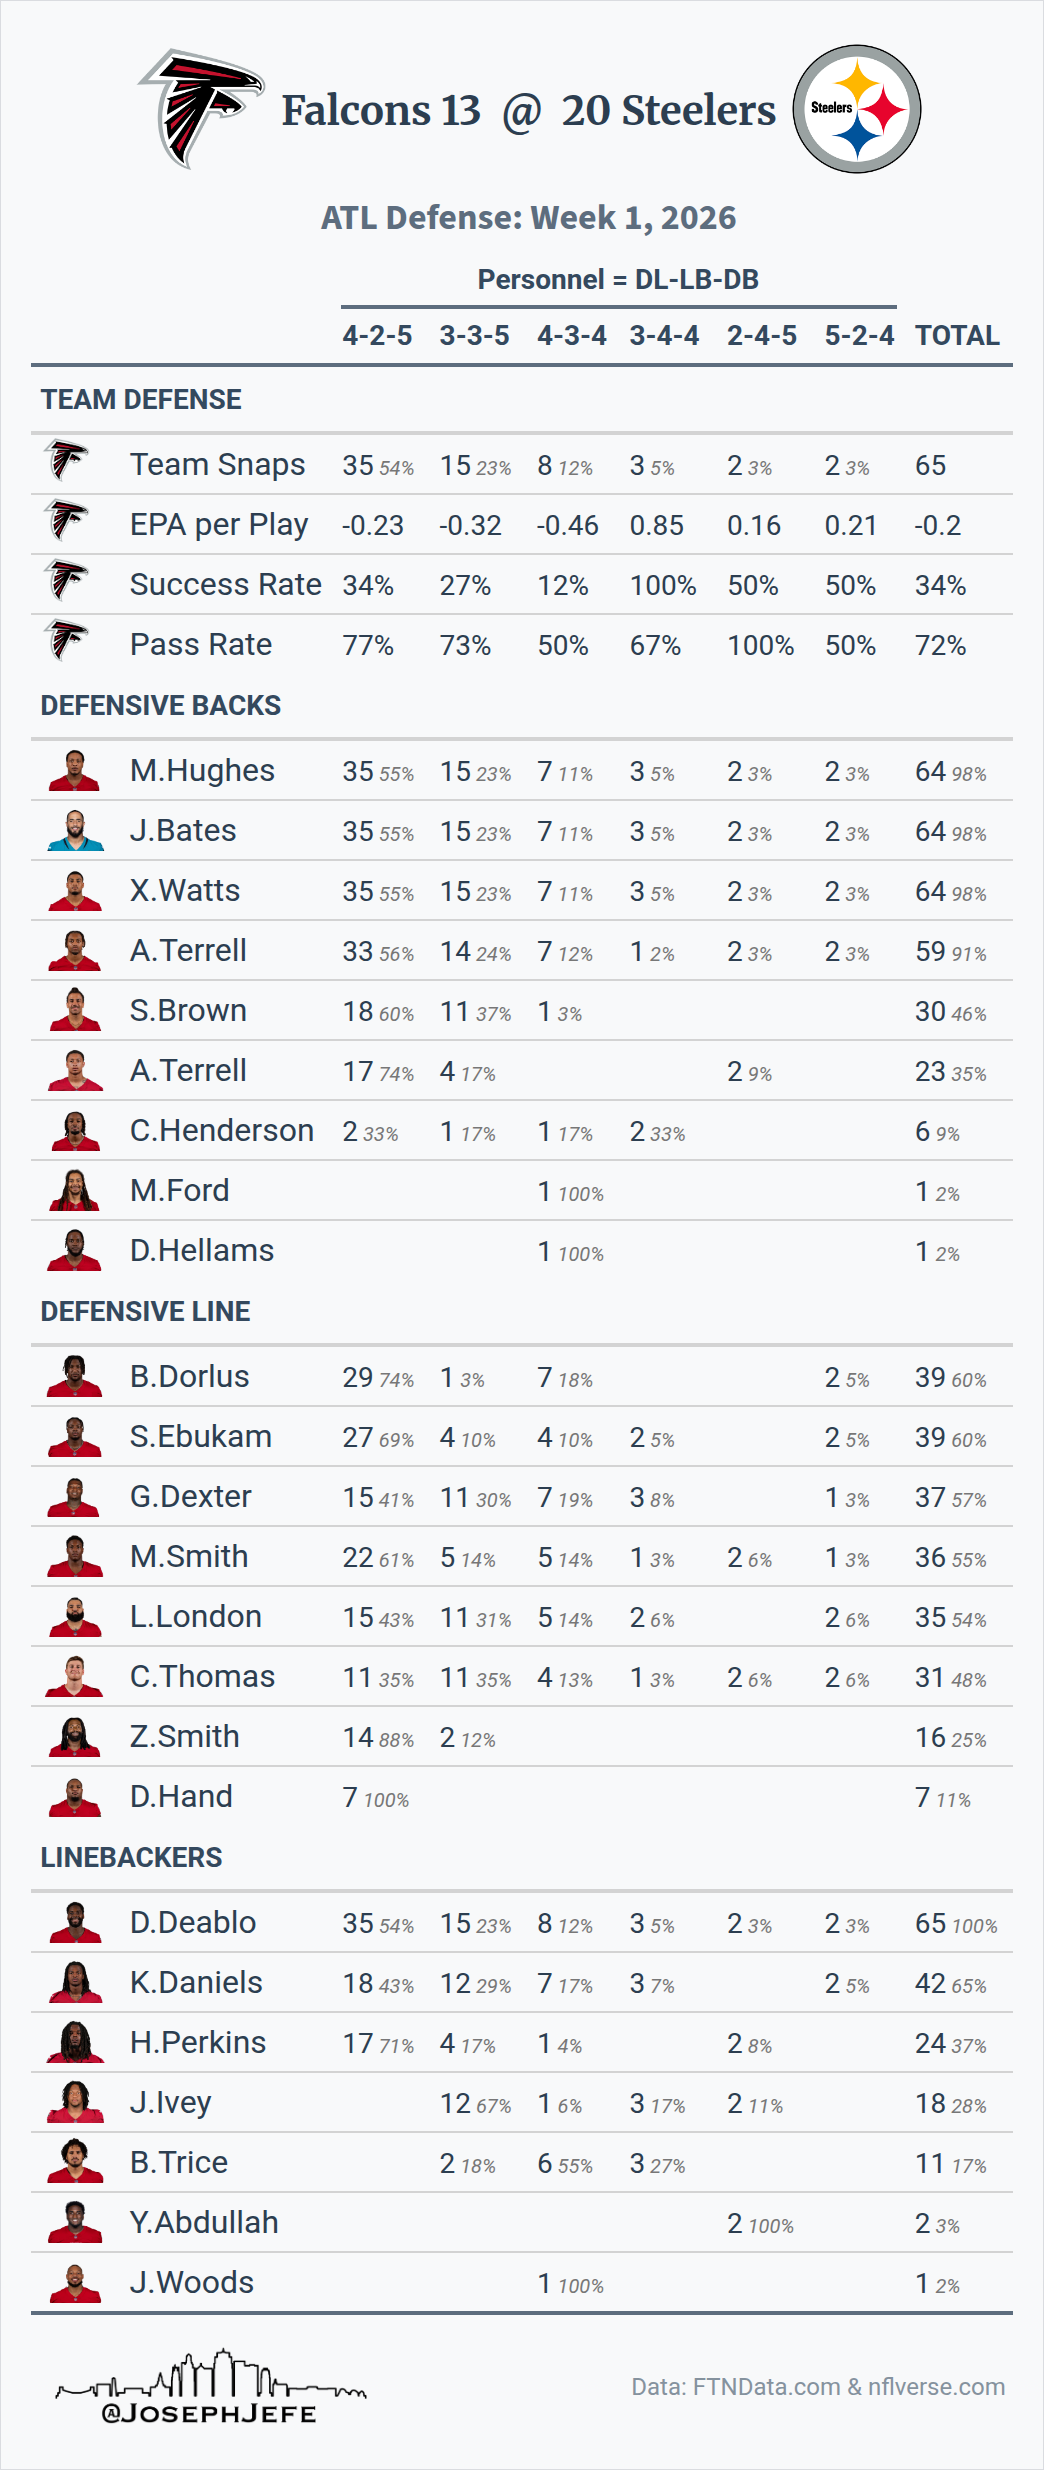 Falcons 13 @ 20 Steelers
Steelers
ATL Defense: Week 1, 2026
Personnel = DL-LB-DB
4-2-5 3-3-5 4-3-4 3-4-4 2-4-5 5-2-4 TOTAL
TEAM DEFENSE
Team Snaps 35 54% 15 23% 8 12% 3 5% 2 3% 2 3% 65
EPA per Play -0.23 -0.32 -0.46 0.85 0.16 0.21 -0.2
Success Rate 34% 27% 12% 100% 50% 50% 34%
Pass Rate 77% 73% 50% 67% 100% 50% 72%
DEFENSIVE BACKS
M.Hughes 35 55% 15 23% 7 11% 3 5% 2 3% 2 3% 64 98%
J.Bates 35 55% 15 23% 7 11% 3 5% 2 3% 2 3% 64 98%
X.Watts 35 55% 15 23% 7 11% 3 5% 2 3% 2 3% 64 98%
A.Terrell 33 56% 14 24% 7 12% 1 2% 2 3% 2 3% 59 91%
S.Brown 18 60% 11 37% 1 3% 30 46%
A.Terrell 17 74% 4 17% 2 9% 23 35%
C.Henderson 2 33% 1 17% 1 17% 2 33% 6 9%
M.Ford 1 100% 1 2%
D.Hellams 1 100% 1 2%
DEFENSIVE LINE
B.Dorlus 29 74% 1 3% 7 18% 2 5% 39 60%
S.Ebukam 27 69% 4 10% 4 10% 2 5% 2 5% 39 60%
G.Dexter 15 41% 11 30% 7 19% 3 8% 1 3% 37 57%
M.Smith 22 61% 5 14% 5 14% 1 3% 2 6% 1 3% 36 55%
L.London 15 43% 11 31% 5 14% 2 6% 2 6% 35 54%
C.Thomas 11 35% 11 35% 4 13% 1 3% 2 6% 2 6% 31 48%
Z.Smith 14 88% 2 12% 16 25%
D.Hand 7 100% 7 11%
LINEBACKERS
D.Deablo 35 54% 15 23% 8 12% 3 5% 2 3% 2 3% 65 100%
K.Daniels 18 43% 12 29% 7 17% 3 7% 2 5% 42 65%
H.Perkins 17 71% 4 17% 1 4% 2 8% 24 37%
J.Ivey 12 67% 1 6% 3 17% 2 11% 18 28%
B.Trice 2 18% 6 55% 3 27% 11 17%
Y.Abdullah 2 100% 2 3%
J.Woods 1 100% 1 2%
@JOSEPHJEFE
Data: FTNData.com & nflverse.com